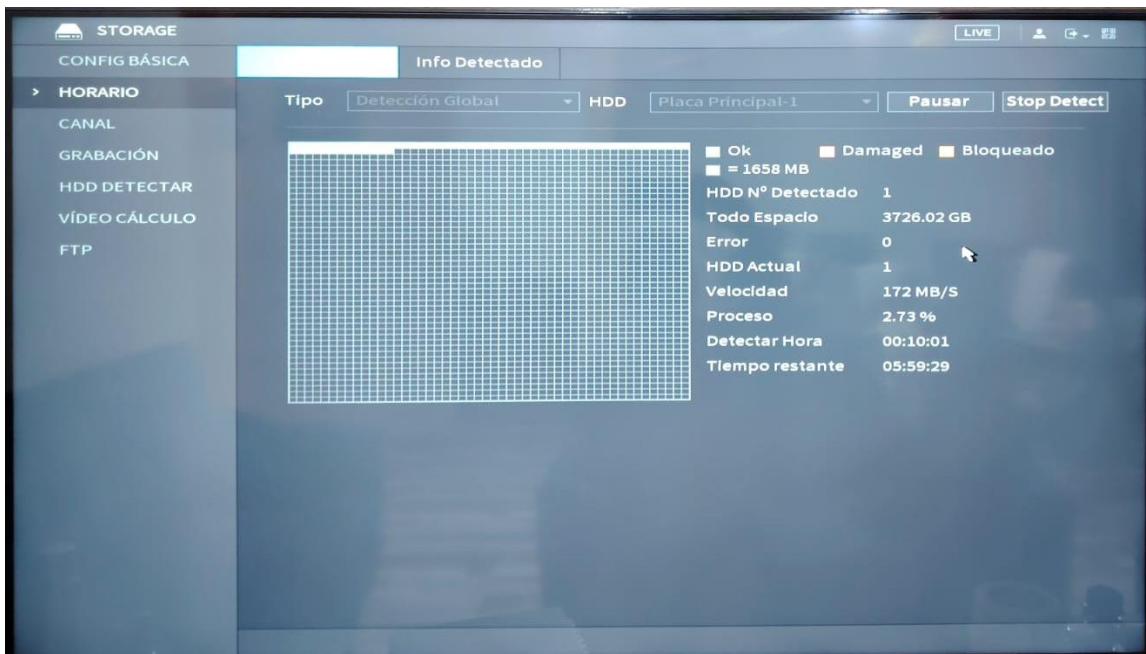 STORAGE
LIVE
CONFIG BÁSICA
Info Detectado
> HORARIO
CANAL
GRABACIÓN
HDD DETECTAR
VÍDEO CÁLCULO
FTP
Tipo Detección Global HDD Placa Principal-1 Pausar Stop Detect
Ok Damaged Bloqueado
= 1658 MB
HDD Nº Detectado 1
Todo Espacio 3726.02 GB
Error 0
HDD Actual 1
Velocidad 172 MB/S
Proceso 2.73 %
Detectar Hora 00:10:01
Tiempo restante 05:59:29